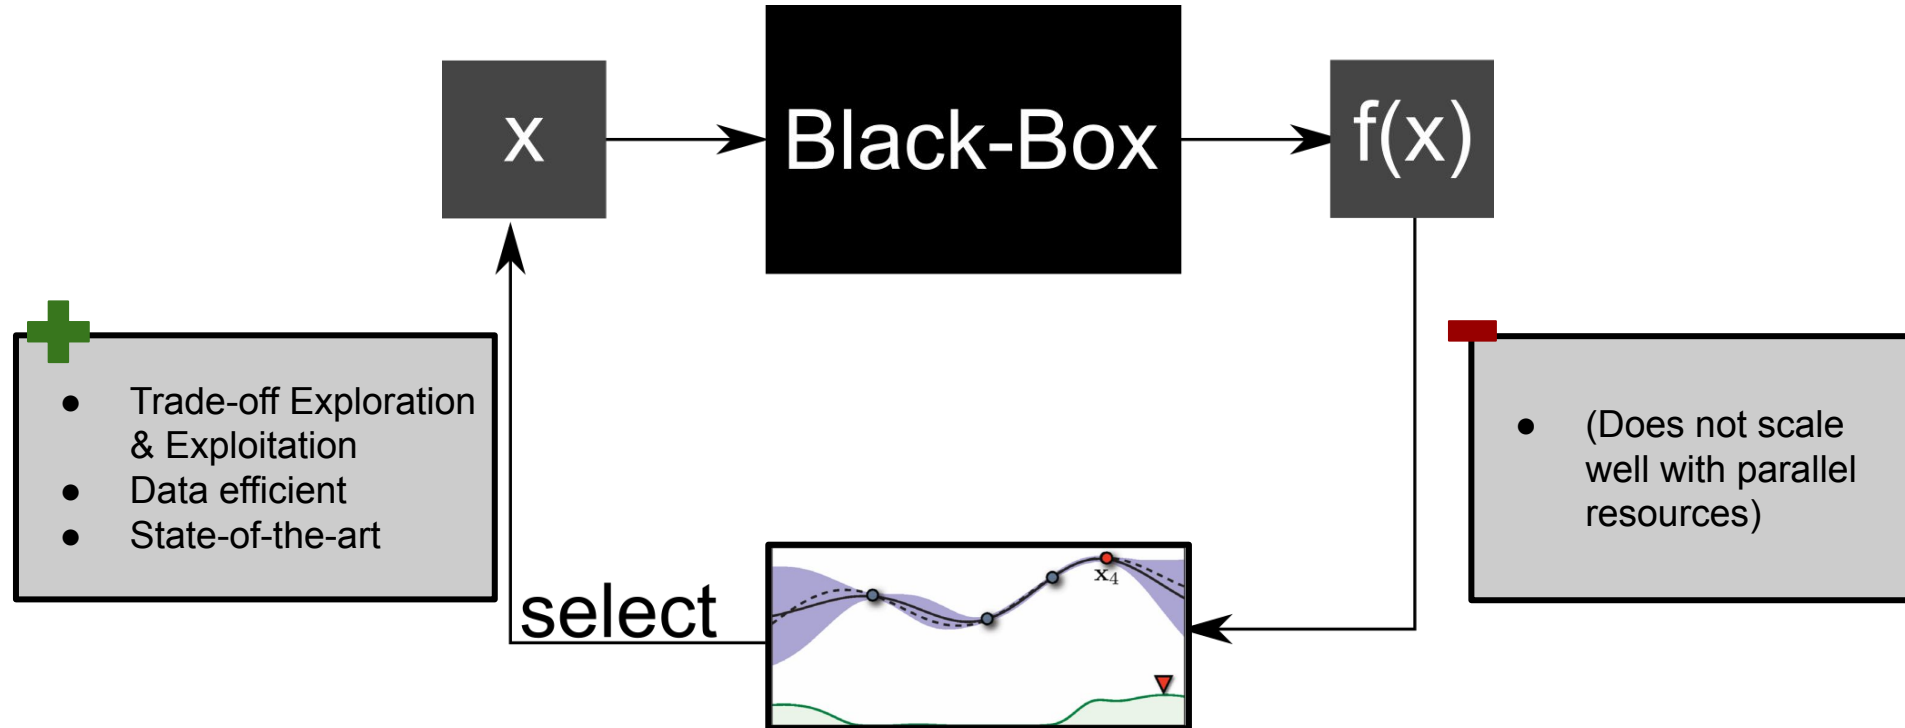 x
Black-Box
f(x)
● Trade-off Exploration
& Exploitation
● Data efficient
● State-of-the-art
● (Does not scale
well with parallel
resources)
select
x₄